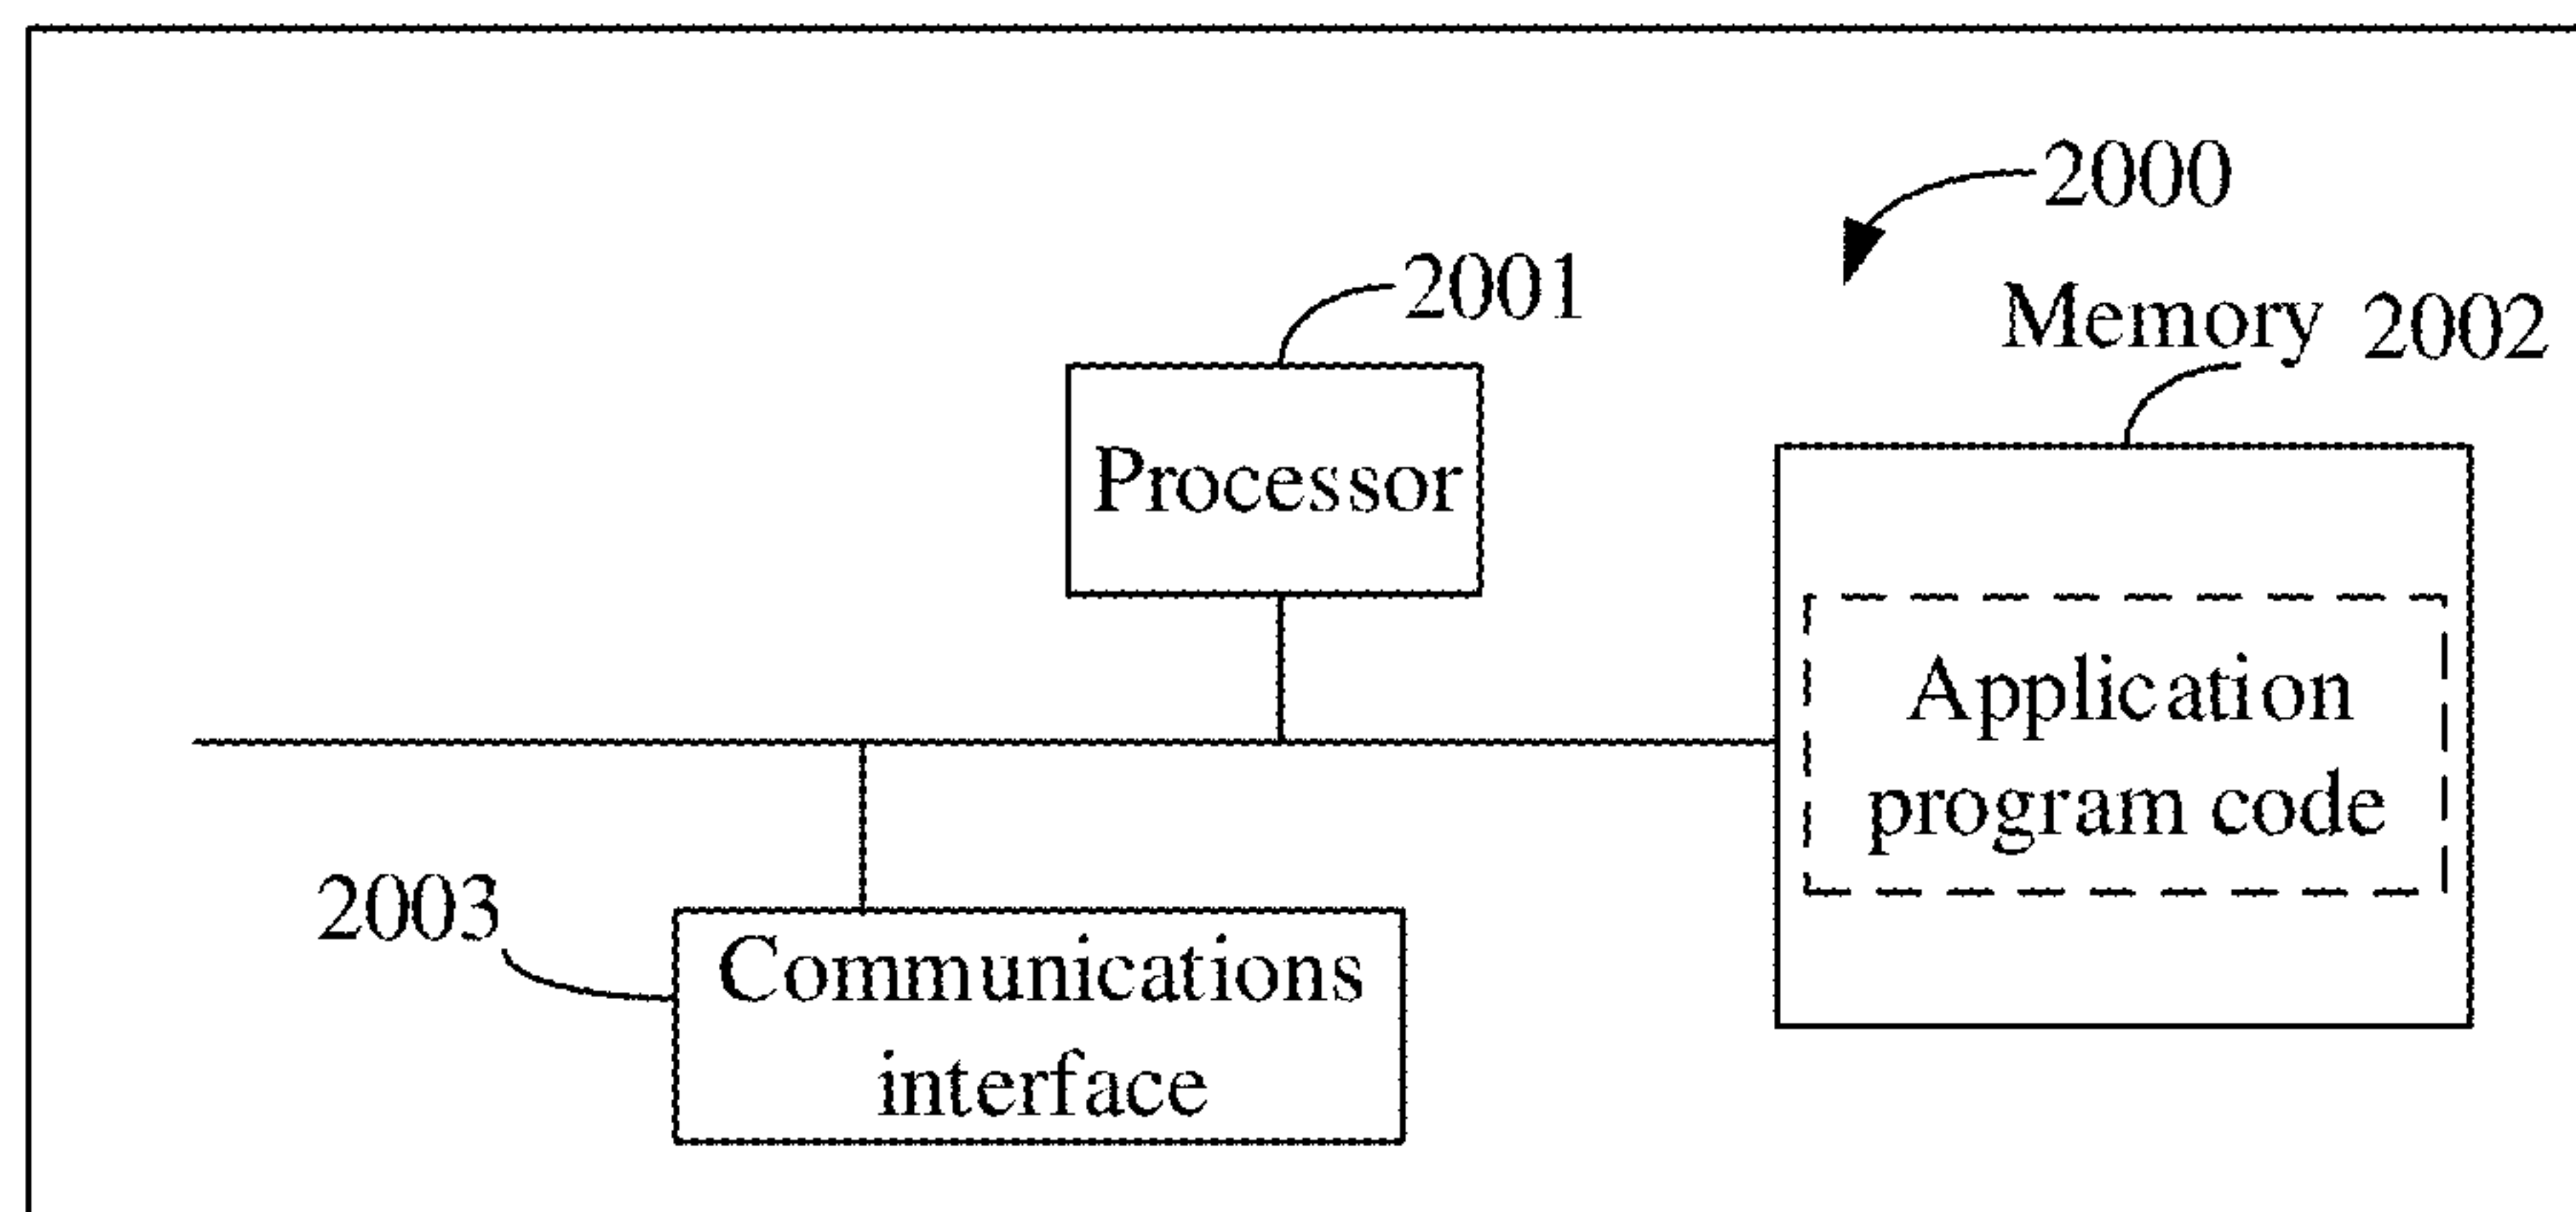 2000
2001
Memory 2002
Processor
Application
program code
2003
Communications
interface